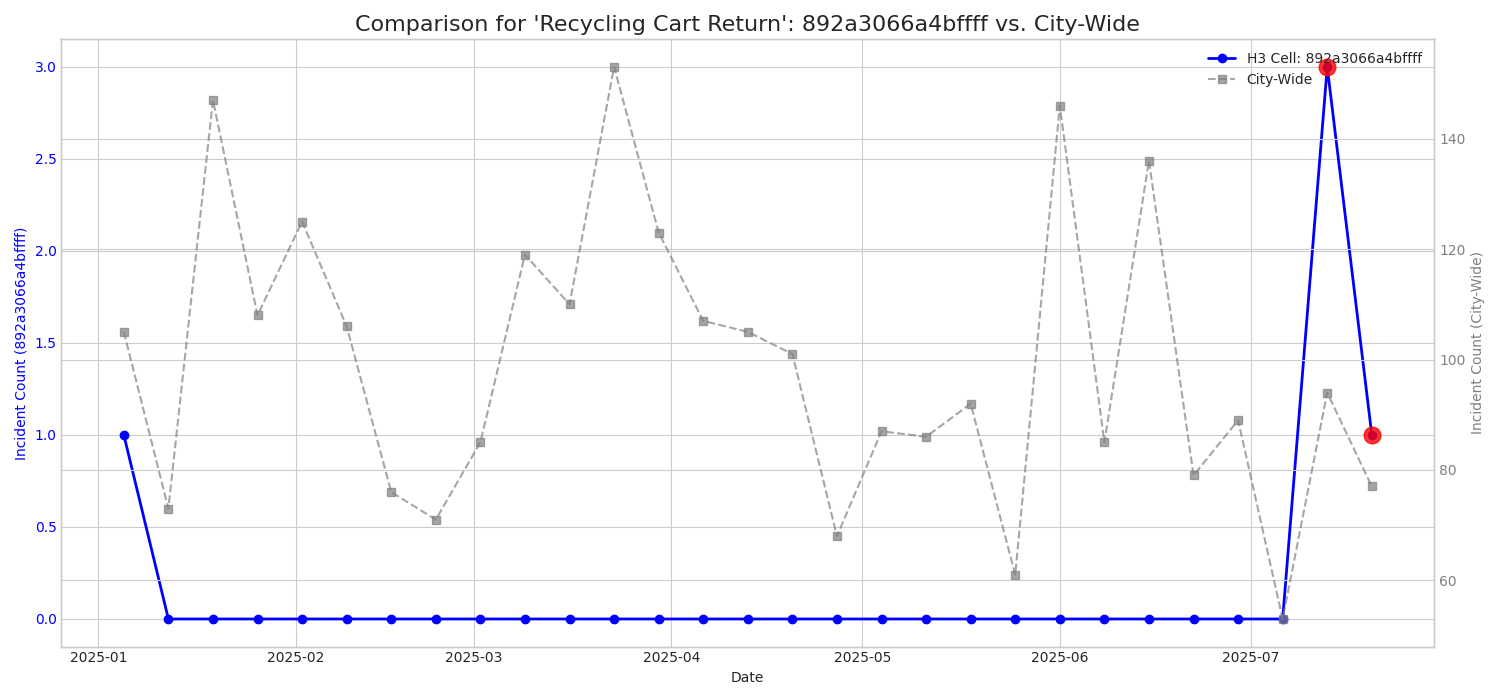 Comparison for 'Recycling Cart Return': 892a3066a4bffff vs. City-Wide
H3 Cell: 892a3066a4bffff
City-Wide
Incident Count (892a3066a4bffff)
3.0
2.5
2.0
1.5
1.0
0.5
0.0
140
120
100
80
60
Incident Count (City-Wide)
2025-01 2025-02 2025-03 2025-04 2025-05 2025-06 2025-07
Date